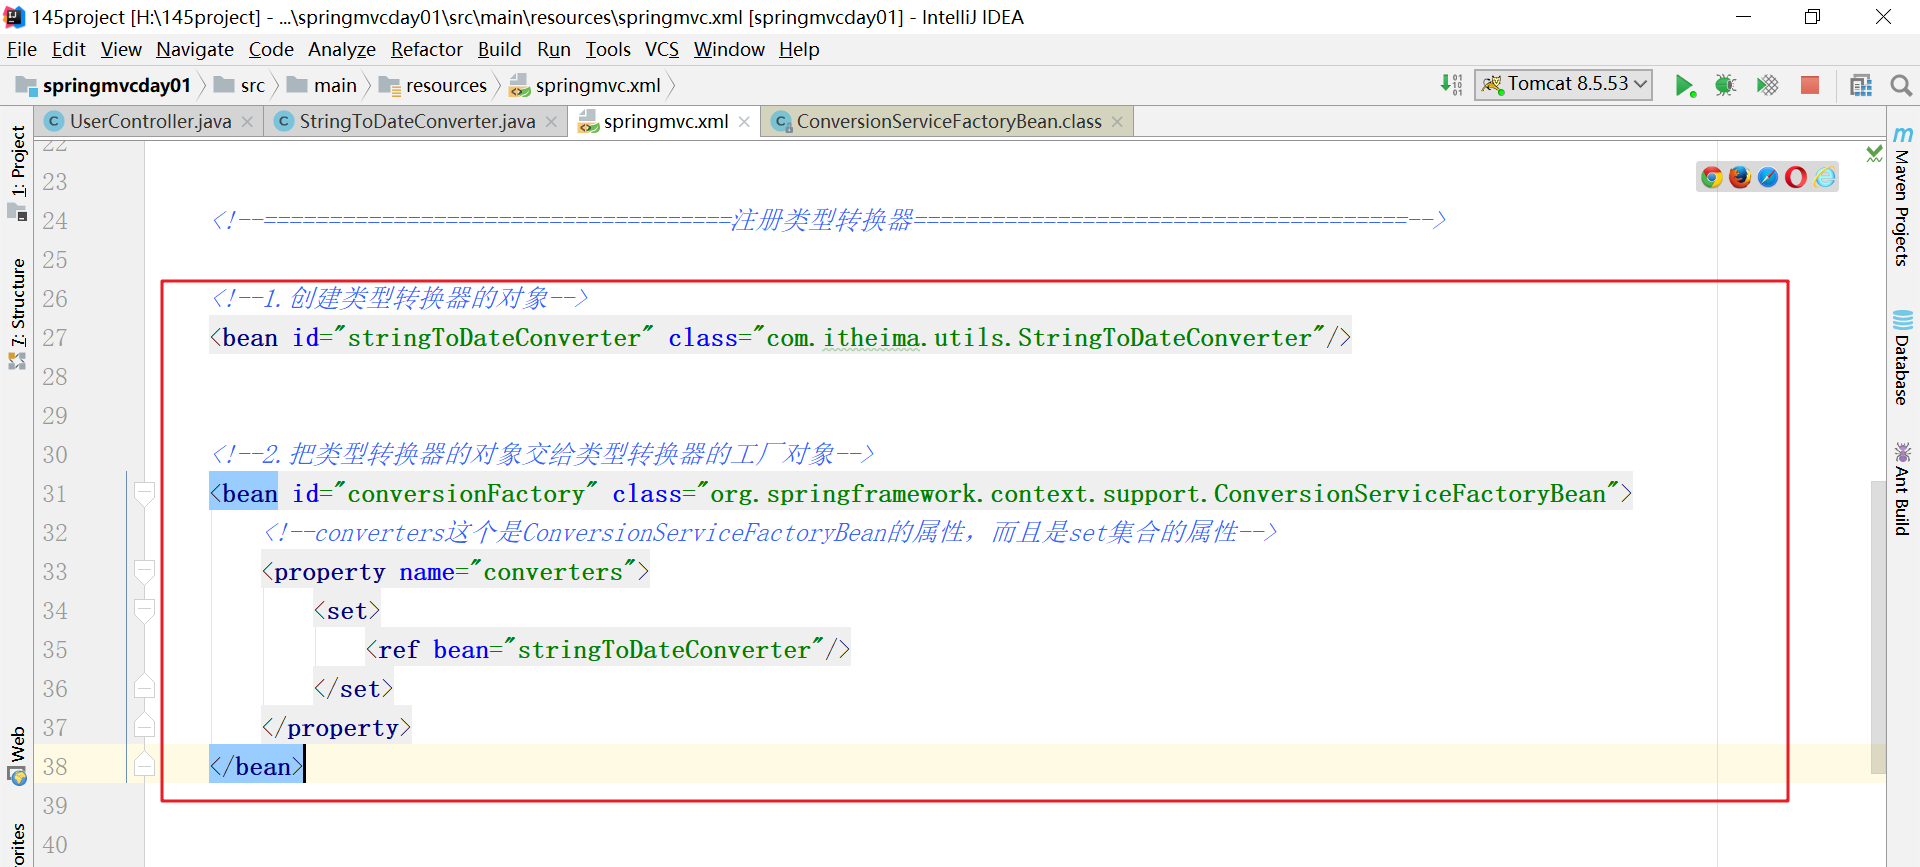 145project [H:\145project] - ...\springmvcday01\src\main\resources\springmvc.xml [springmvcday01] - IntelliJ IDEA
File Edit View Navigate Code Analyze Refactor Build Run Tools VCS Window Help
springmvcday01 src main resources springmvc.xml Tomcat 8.5.53
UserController.java StringToDateConverter.java springmvc.xml ConversionServiceFactoryBean.class
22
23
24 <!--====================================注册类型转换器======================================-->
25
26 <!--1.创建类型转换器的对象-->
27 <bean id="stringToDateConverter" class="com.itheima.utils.StringToDateConverter"/>
28
29
30 <!--2.把类型转换器的对象交给类型转换器的工厂对象-->
31 <bean id="conversionFactory" class="org.springframework.context.support.ConversionServiceFactoryBean">
32 <!--converters这个是ConversionServiceFactoryBean的属性，而且是set集合的属性-->
33 <property name="converters">
34 <set>
35 <ref bean="stringToDateConverter"/>
36 </set>
37 </property>
38 </bean>
39
40
1: Project
7: Structure
Web
orites
Maven Projects
Database
Ant Build